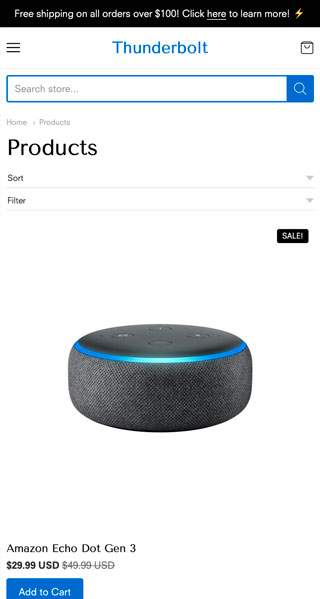 Free shipping on all orders over $100! Click here to learn more! ⚡
Thunderbolt
Search store...
Home › Products
Products
Sort
Filter
SALE!
Amazon Echo Dot Gen 3
$29.99 USD $49.99 USD
Add to Cart